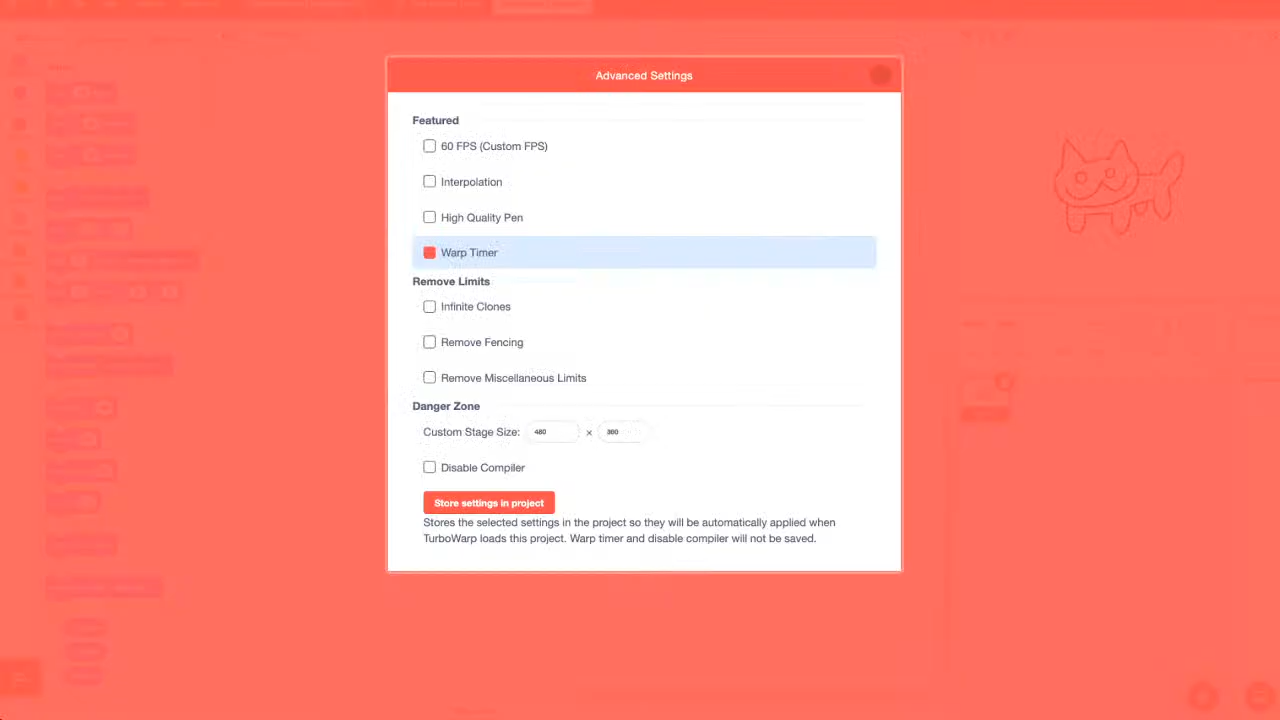 Advanced Settings
Featured
60 FPS (Custom FPS)
Interpolation
High Quality Pen
Warp Timer
Remove Limits
Infinite Clones
Remove Fencing
Remove Miscellaneous Limits
Danger Zone
Custom Stage Size: 480 × 360
Disable Compiler
Store settings in project
Stores the selected settings in the project so they will be automatically applied when
TurboWarp loads this project. Warp timer and disable compiler will not be saved.